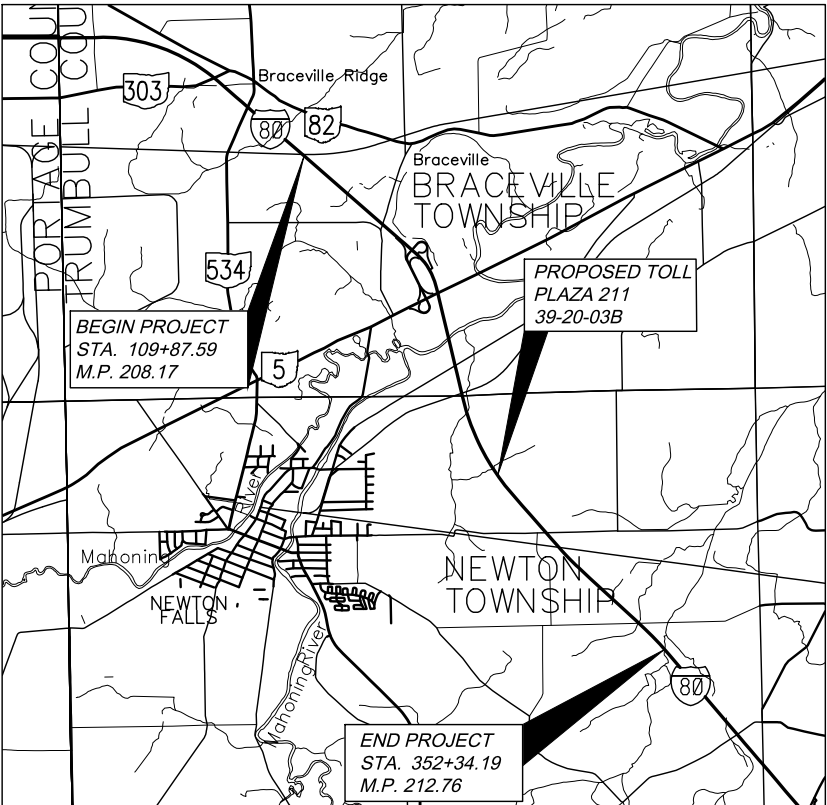 PORTAGE COUN
TRUMBULL COU
303
Braceville Ridge
80
82
Braceville
BRACEVILLE
TOWNSHIP
534
PROPOSED TOLL
PLAZA 211
39-20-03B
BEGIN PROJECT
STA. 109+87.59
M.P. 208.17
5
River
Mahoning
NEWTON
FALLS
NEWTON
TOWNSHIP
Mahoning River
80
END PROJECT
STA. 352+34.19
M.P. 212.76